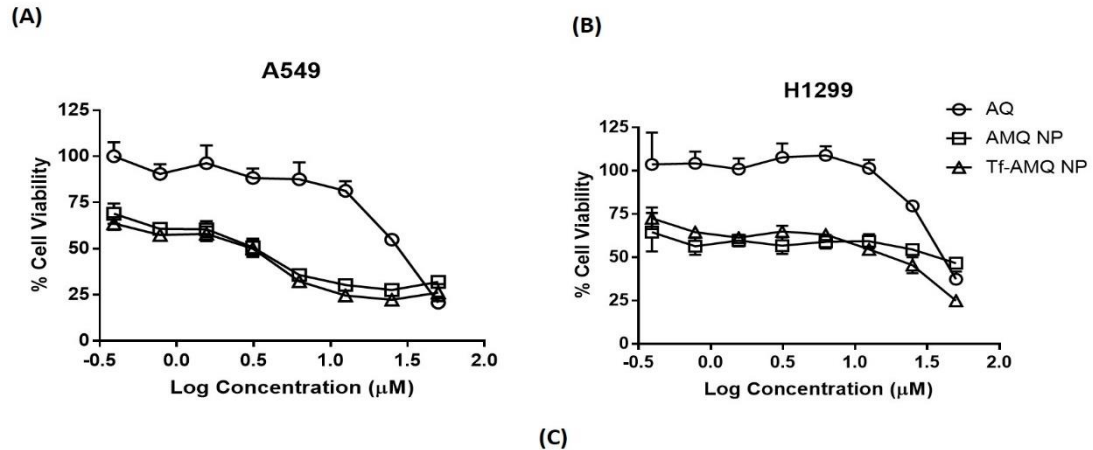 (A)
A549
125
100
75
50
25
0
% Cell Viability
-0.5 0.0 0.5 1.0 1.5 2.0
Log Concentration (μM)
(B)
H1299
125
100
75
50
25
0
% Cell Viability
-0.5 0.0 0.5 1.0 1.5 2.0
Log Concentration (μM)
AQ
AMQ NP
Tf-AMQ NP
(C)